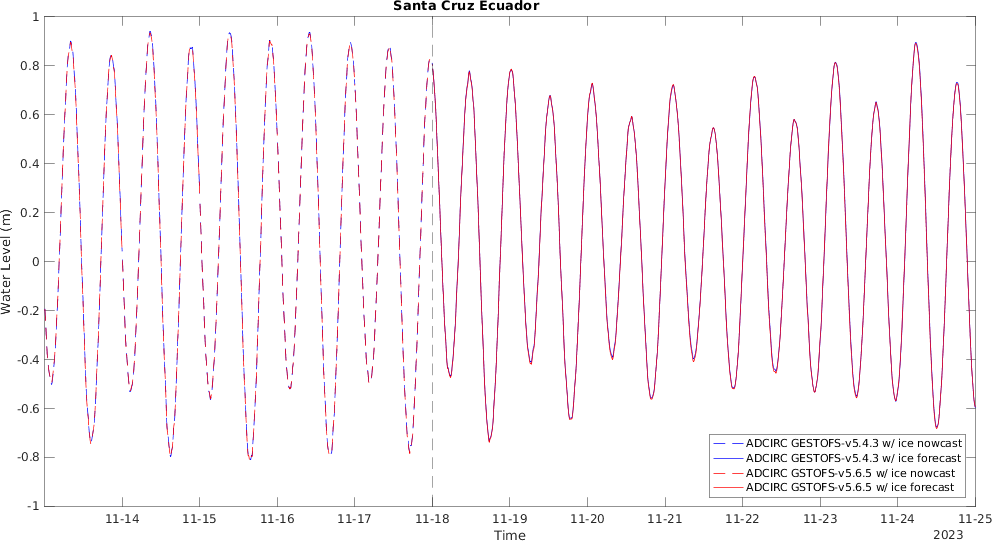 Santa Cruz Ecuador
Water Level (m)
1
0.8
0.6
0.4
0.2
0
-0.2
-0.4
-0.6
-0.8
-1
ADCIRC GESTOFS-v5.4.3 w/ ice nowcast
ADCIRC GESTOFS-v5.4.3 w/ ice forecast
ADCIRC GSTOFS-v5.6.5 w/ ice nowcast
ADCIRC GSTOFS-v5.6.5 w/ ice forecast
11-14 11-15 11-16 11-17 11-18 11-19 11-20 11-21 11-22 11-23 11-24 11-25
Time
2023